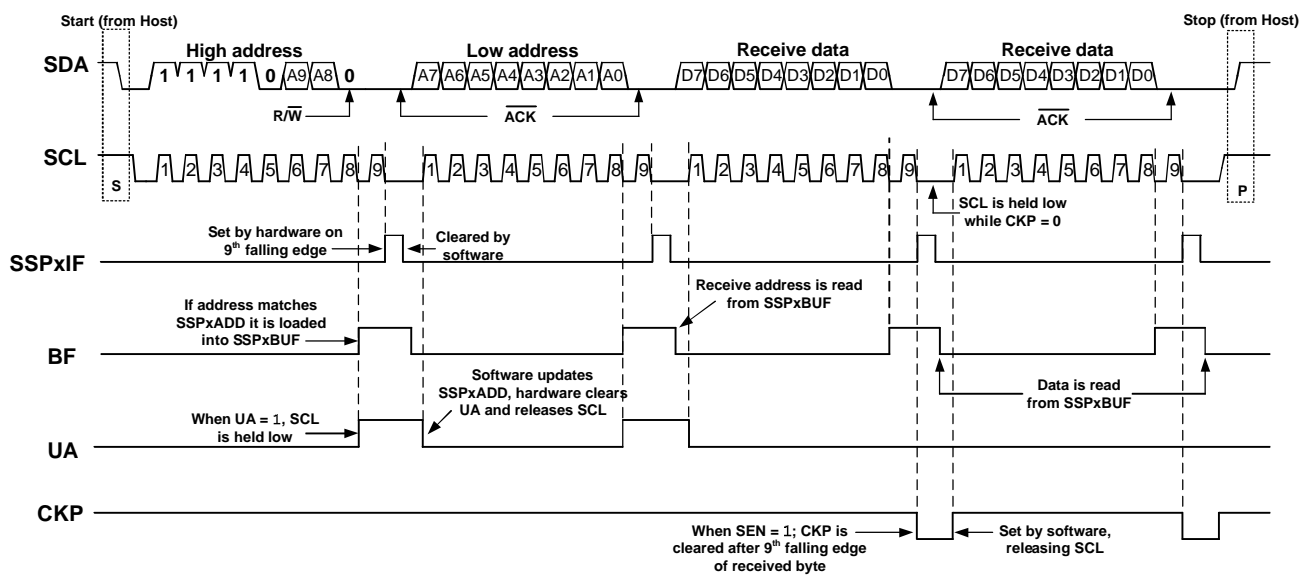 Start (from Host)
Stop (from Host)
High address
Low address
Receive data
Receive data
SDA
1 1 1 1 0 A9 A8 0
A7 A6 A5 A4 A3 A2 A1 A0
D7 D6 D5 D4 D3 D2 D1 D0
D7 D6 D5 D4 D3 D2 D1 D0
R/W̅
A̅C̅K̅
A̅C̅K̅
SCL
S
1 2 3 4 5 6 7 8 9
1 2 3 4 5 6 7 8 9
1 2 3 4 5 6 7 8 9
1 2 3 4 5 6 7 8 9
P
SCL is held low
while CKP = 0
Set by hardware on
9th falling edge
Cleared by
software
SSPxIF
Receive address is read
from SSPxBUF
If address matches
SSPxADD it is loaded
into SSPxBUF
BF
Software updates
SSPxADD, hardware clears
UA and releases SCL
Data is read
from SSPxBUF
When UA = 1, SCL
is held low
UA
CKP
When SEN = 1; CKP is
cleared after 9th falling edge
of received byte
Set by software,
releasing SCL